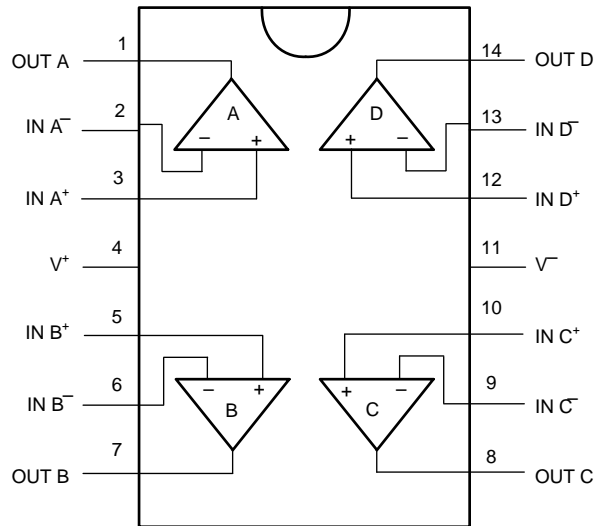 1
14
OUT A
OUT D
A
D
2
13
IN A–
IN D–
– +
+ –
3
12
IN A+
IN D+
4
11
V+
V–
5
10
IN B+
IN C+
– +
+ –
6
9
IN B–
IN C–
B
C
7
8
OUT B
OUT C